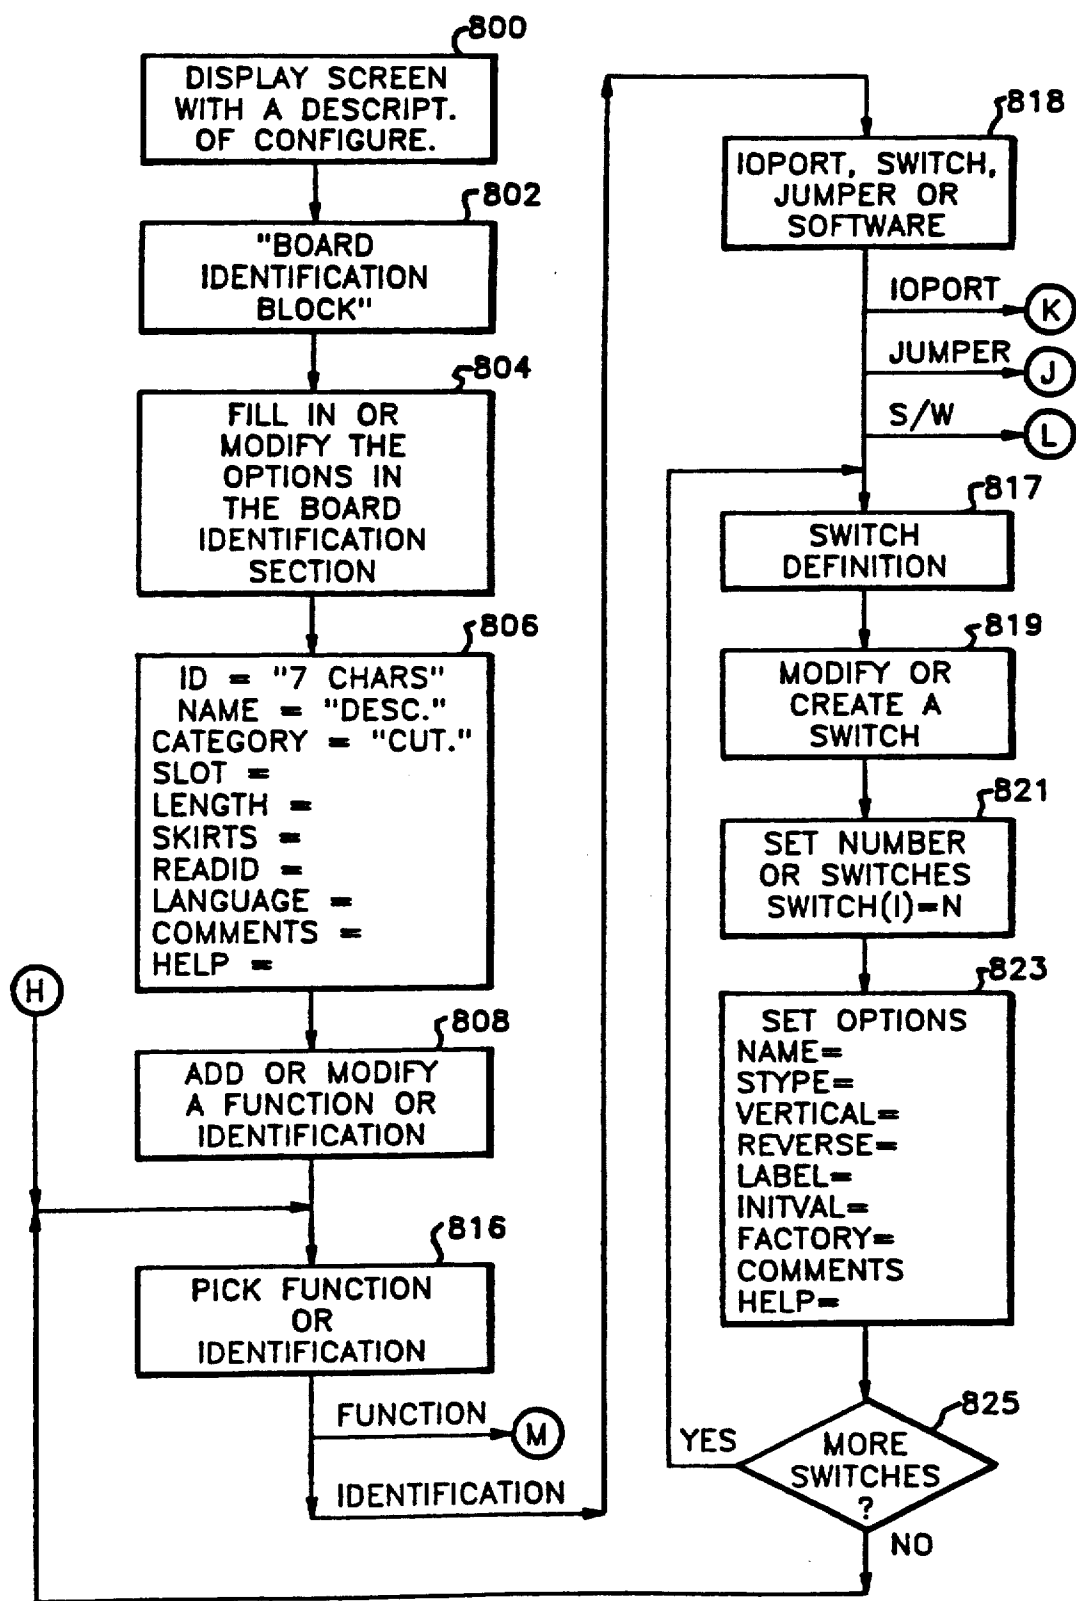 800
DISPLAY SCREEN
WITH A DESCRIPT.
OF CONFIGURE.
802
"BOARD
IDENTIFICATION
BLOCK"
804
FILL IN OR
MODIFY THE
OPTIONS IN
THE BOARD
IDENTIFICATION
SECTION
806
ID = "7 CHARS"
NAME = "DESC."
CATEGORY = "CUT."
SLOT =
LENGTH =
SKIRTS =
READID =
LANGUAGE =
COMMENTS =
HELP =
H
808
ADD OR MODIFY
A FUNCTION OR
IDENTIFICATION
816
PICK FUNCTION
OR
IDENTIFICATION
FUNCTION
M
IDENTIFICATION
818
IOPORT, SWITCH,
JUMPER OR
SOFTWARE
IOPORT
K
JUMPER
J
S/W
L
817
SWITCH
DEFINITION
819
MODIFY OR
CREATE A
SWITCH
821
SET NUMBER
OR SWITCHES
SWITCH(I)=N
823
SET OPTIONS
NAME=
STYPE=
VERTICAL=
REVERSE=
LABEL=
INITVAL=
FACTORY=
COMMENTS
HELP=
825
MORE
SWITCHES
?
YES
NO